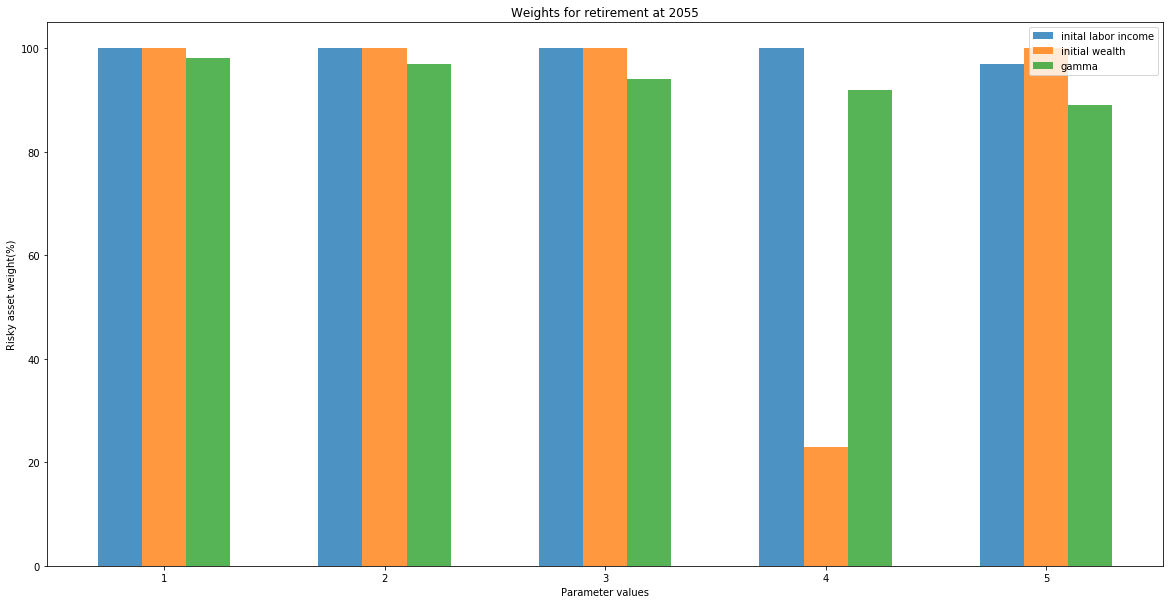 Weights for retirement at 2055
inital labor income
initial wealth
gamma
Risky asset weight(%)
100
80
60
40
20
0
1 2 3 4 5
Parameter values